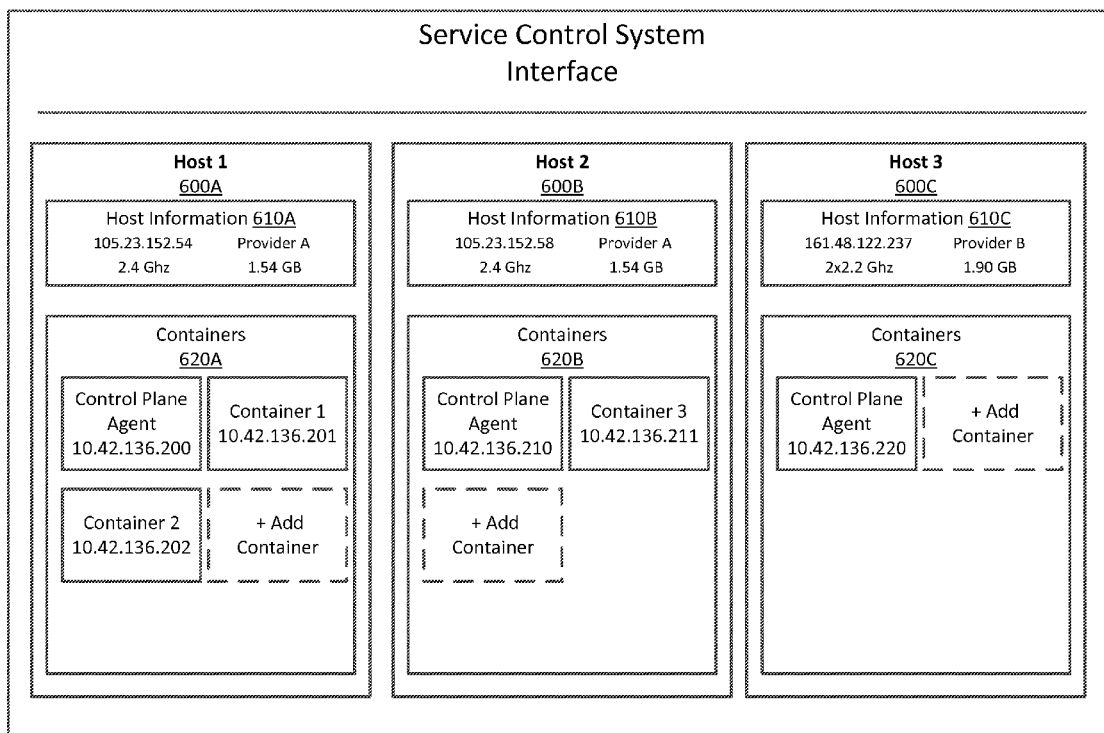 Service Control System
Interface
Host 1
600A
Host Information 610A
105.23.152.54 Provider A
2.4 Ghz 1.54 GB
Containers
620A
Control Plane
Agent
10.42.136.200
Container 1
10.42.136.201
Container 2
10.42.136.202
+ Add
Container
Host 2
600B
Host Information 610B
105.23.152.58 Provider A
2.4 Ghz 1.54 GB
Containers
620B
Control Plane
Agent
10.42.136.210
Container 3
10.42.136.211
+ Add
Container
Host 3
600C
Host Information 610C
161.48.122.237 Provider B
2x2.2 Ghz 1.90 GB
Containers
620C
Control Plane
Agent
10.42.136.220
+ Add
Container